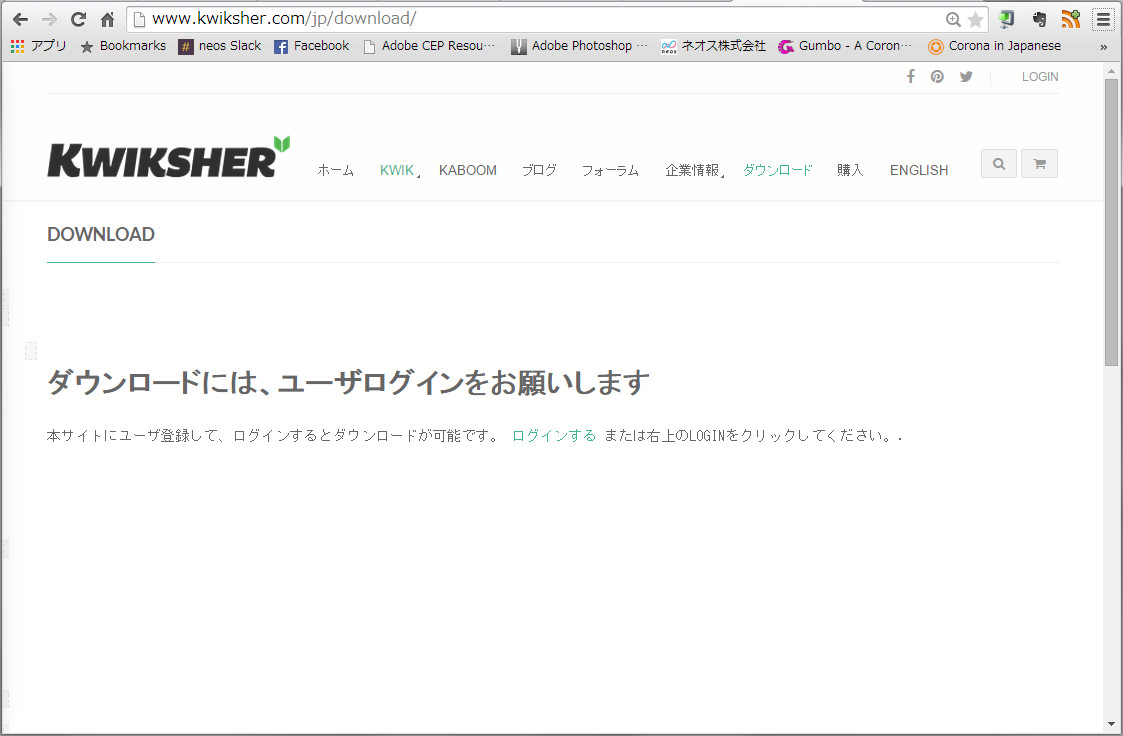 www.kwiksher.com/jp/download/
アプリ Bookmarks neos Slack Facebook Adobe CEP Resou… Adobe Photoshop … ネオス株式会社 Gumbo - A Coron… Corona in Japanese »
LOGIN
KWIKSHER
ホーム KWIK KABOOM ブログ フォーラム 企業情報 ダウンロード 購入 ENGLISH
DOWNLOAD
ダウンロードには、ユーザログインをお願いします
本サイトにユーザ登録して、ログインするとダウンロードが可能です。 ログインする または右上のLOGINをクリックしてください。.